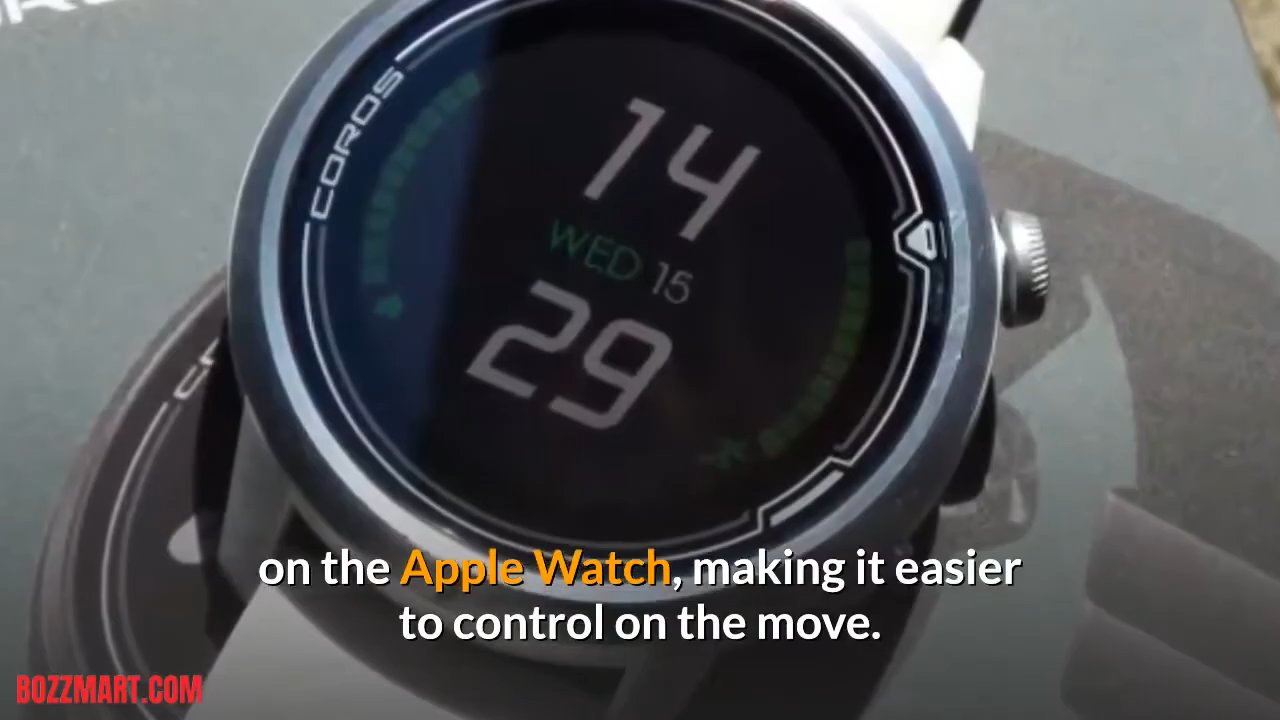 COROS
14
WED 15
29
on the Apple Watch, making it easier
to control on the move.
BOZZMART.COM